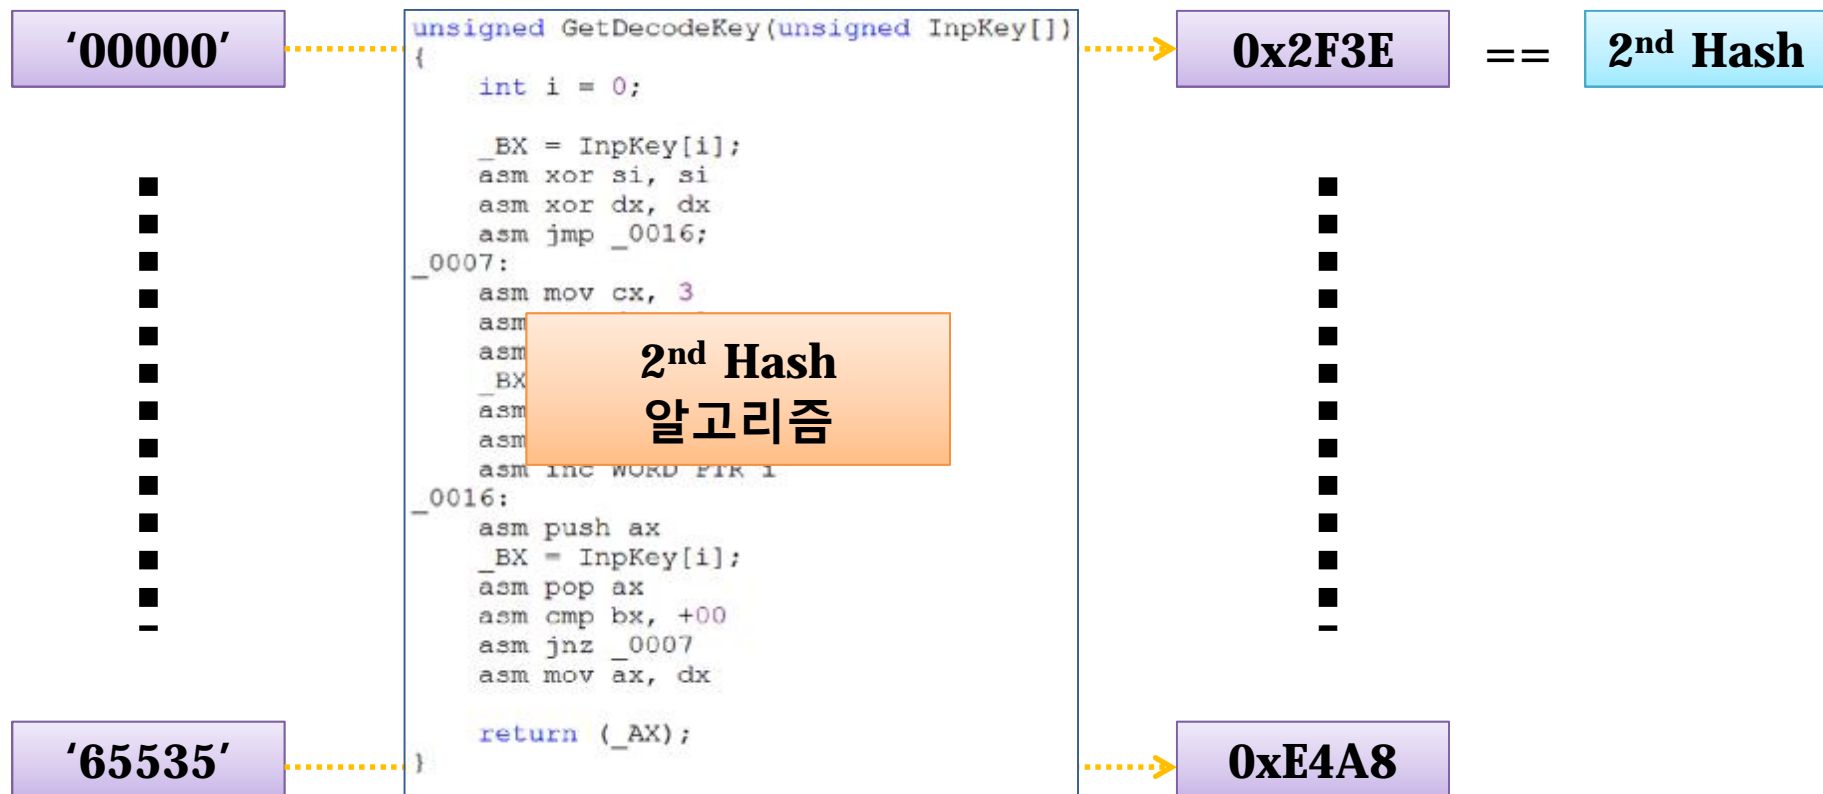 ‘00000’
unsigned GetDecodeKey(unsigned InpKey[])
{
int i = 0;
_BX = InpKey[i];
asm xor si, si
asm xor dx, dx
asm jmp _0016;
_0007:
asm mov cx, 3
asm
asm
_BX
asm
asm
asm inc WORD PTR i
2nd Hash
알고리즘
_0016:
asm push ax
_BX = InpKey[i];
asm pop ax
asm cmp bx, +00
asm jnz _0007
asm mov ax, dx
return (_AX);
}
0x2F3E == 2nd Hash
‘65535’
0xE4A8